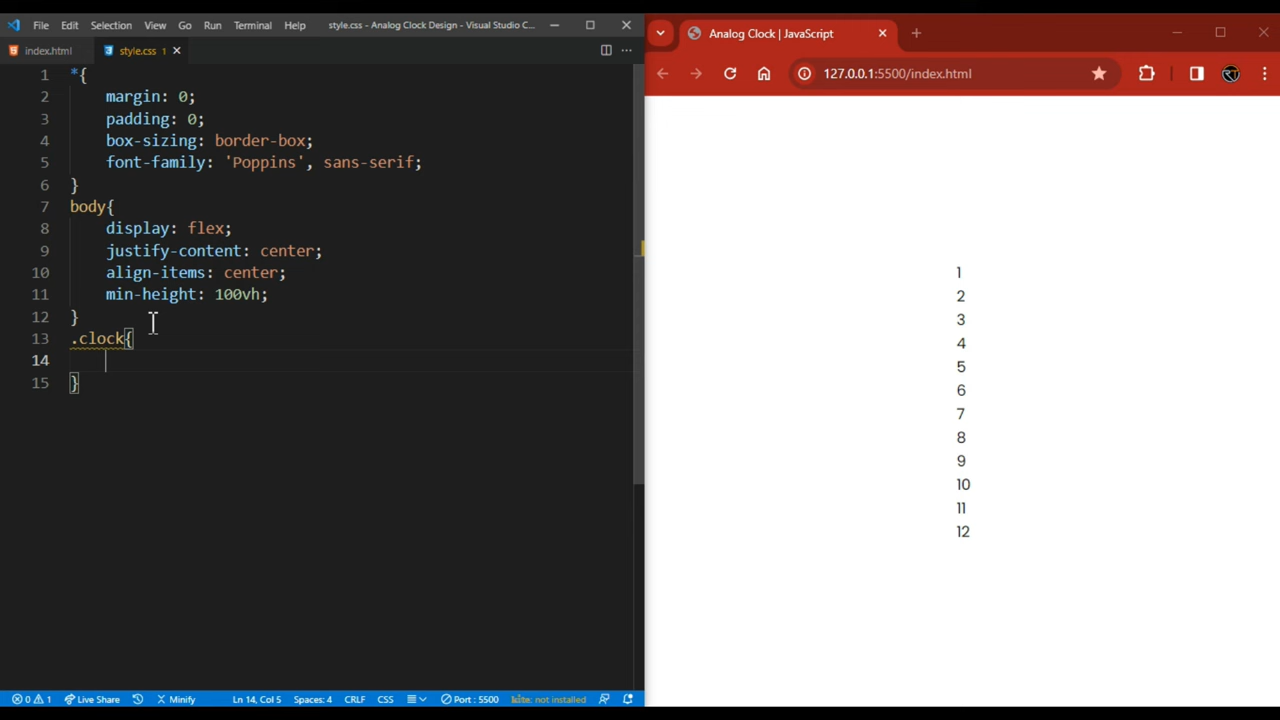 File Edit Selection View Go Run Terminal Help style.css - Analog Clock Design - Visual Studio C...
index.html style.css 1
1 *{
2 margin: 0;
3 padding: 0;
4 box-sizing: border-box;
5 font-family: 'Poppins', sans-serif;
6 }
7 body{
8 display: flex;
9 justify-content: center;
10 align-items: center;
11 min-height: 100vh;
12 }
13 .clock{
14
15 }
0 1 Live Share Minify Ln 14, Col 5 Spaces: 4 CRLF CSS Port : 5500 kite: not installed
Analog Clock | JavaScript
127.0.0.1:5500/index.html
1
2
3
4
5
6
7
8
9
10
11
12